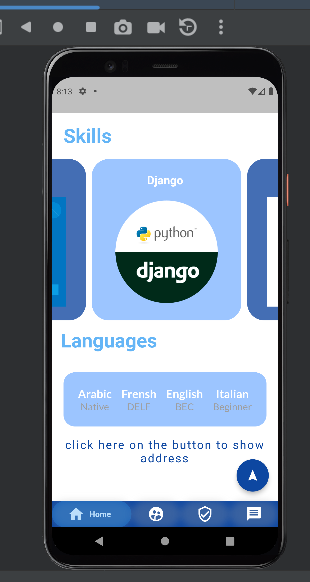 8:13
Skills
Django
python
django
Languages
Arabic Frensh English Italian
Native DELF BEC Beginner
click here on the button to show
address
Home